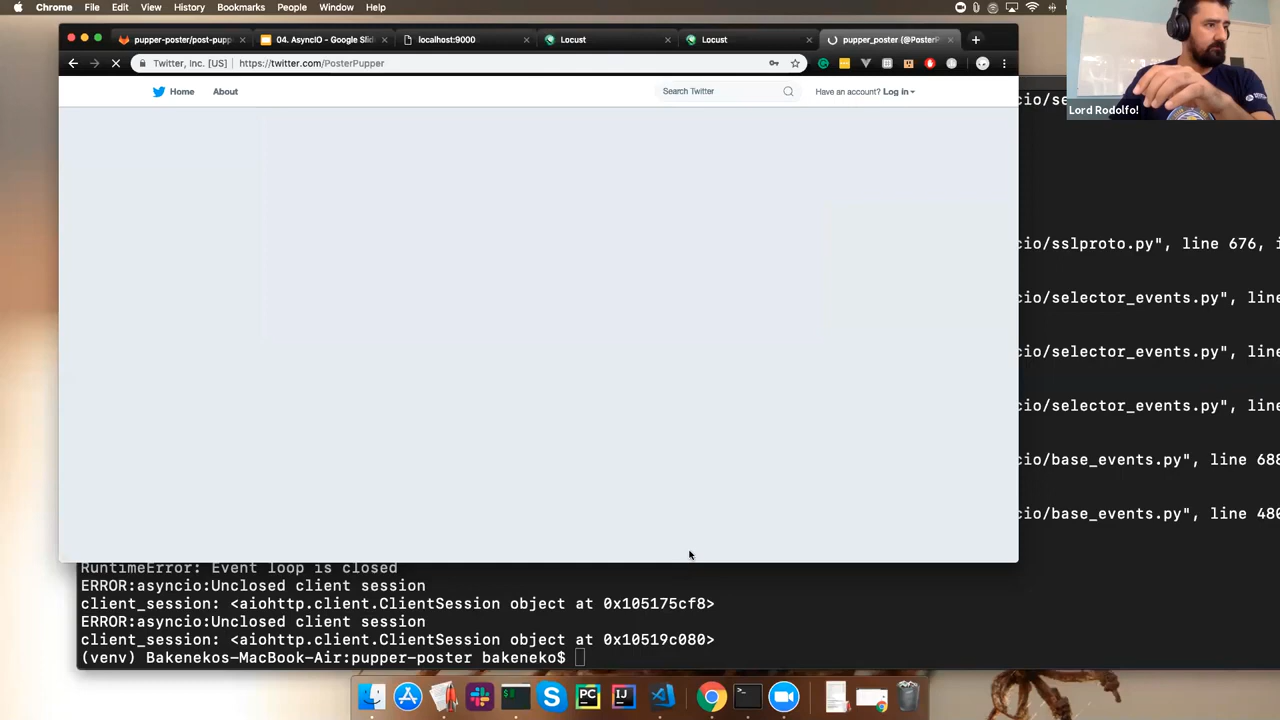 Chrome File Edit View History Bookmarks People Window Help
pupper-poster/post-pupp
04. AsyncIO - Google Slid
localhost:9000
Locust
Locust
pupper_poster (@PosterP
Twitter, Inc. [US] https://twitter.com/PosterPupper
Home About Search Twitter Have an account? Log in
Lord Rodolfo!
cio/se
cio/sslproto.py", line 676, i
cio/selector_events.py", line
cio/selector_events.py", line
cio/selector_events.py", line
cio/base_events.py", line 688
cio/base_events.py", line 480
RuntimeError: Event loop is closed
ERROR:asyncio:Unclosed client session
client_session: <aiohttp.client.ClientSession object at 0x105175cf8>
ERROR:asyncio:Unclosed client session
client_session: <aiohttp.client.ClientSession object at 0x10519c080>
(venv) Bakenekos-MacBook-Air:pupper-poster bakeneko$
PC
IJ